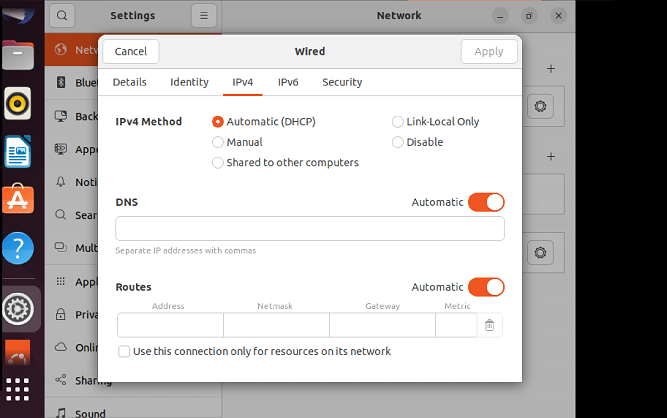 Settings
Network
Cancel
Wired
Apply
Details Identity IPv4 IPv6 Security
IPv4 Method
Automatic (DHCP)
Link-Local Only
Manual
Disable
Shared to other computers
DNS
Automatic
Separate IP addresses with commas
Routes
Automatic
Address Netmask Gateway Metric
Use this connection only for resources on its network
Netw
Bluet
Back
Appe
Noti
Sear
Mult
Appl
Priva
Onlin
Sharing
Sound